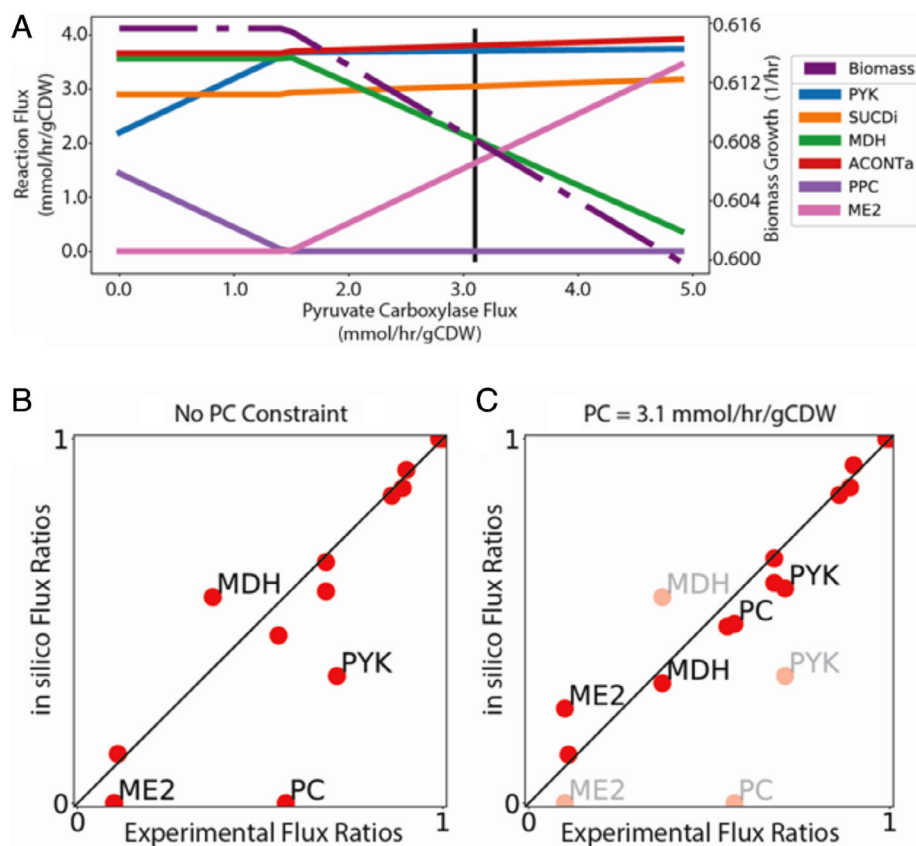 A
Reaction Flux
(mmol/hr/gCDW)
4.0
3.0
2.0
1.0
0.0
0.0 1.0 2.0 3.0 4.0 5.0
Pyruvate Carboxylase Flux
(mmol/hr/gCDW)
0.616
0.612
0.608
0.604
0.600
Biomass Growth (1/hr)
Biomass
PYK
SUCDi
MDH
ACONTa
PPC
ME2
B
No PC Constraint
1
in silico Flux Ratios
MDH
PYK
ME2
PC
0
0 1
Experimental Flux Ratios
C
PC = 3.1 mmol/hr/gCDW
1
in silico Flux Ratios
MDH
PYK
PC
PYK
MDH
ME2
ME2
PC
0
0 1
Experimental Flux Ratios